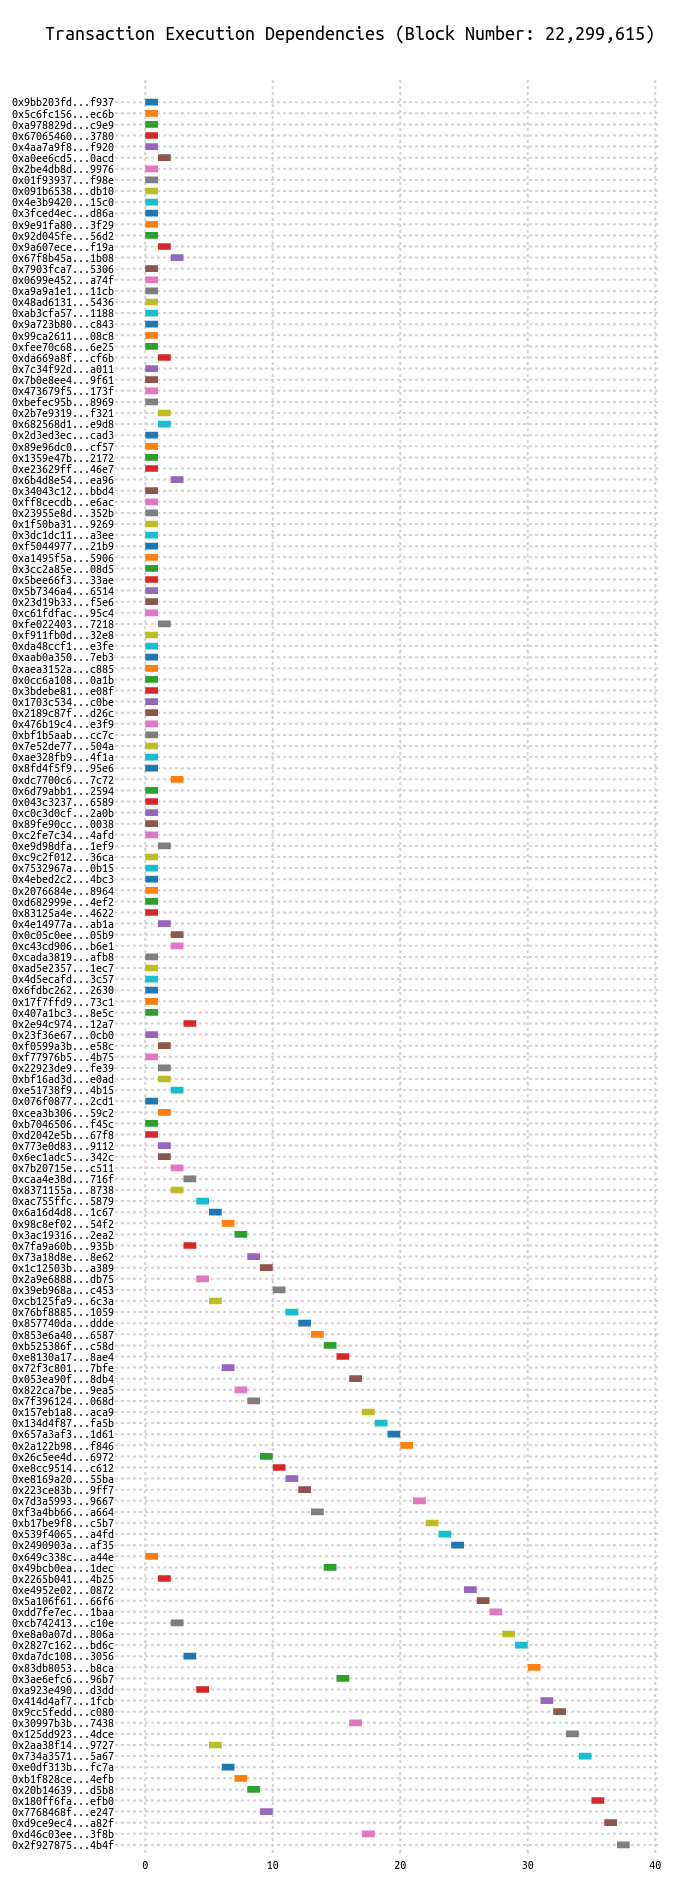 Transaction Execution Dependencies (Block Number: 22,299,615)
0x9bb203fd...f937
0x5c6fc156...ec6b
0xa978829d...c9e9
0x67065460...3780
0x4aa7a9f8...f920
0xa0ee6cd5...0acd
0x2be4db8d...9976
0x01f93937...f98e
0x091b6538...db10
0x4e3b9420...15c0
0x3fced4ec...d86a
0x9e91fa80...3f29
0x92d045fe...56d2
0x9a607ece...f19a
0x67f8b45a...1b08
0x7903fca7...5306
0x0699e452...a74f
0xa9a9a1e1...11cb
0x48ad6131...5436
0xab3cfa57...1188
0x9a723b80...c843
0x99ca2611...08c8
0xfee70c68...6e25
0xda669a8f...cf6b
0x7c34f92d...a011
0x7b0e8ee4...9f61
0x473679f5...173f
0xbefec95b...8969
0x2b7e9319...f321
0x682568d1...e9d8
0x2d3ed3ec...cad3
0x89e96dc0...cf57
0x1359e47b...2172
0xe23629ff...46e7
0x6b4d8e54...ea96
0x34043c12...bbd4
0xff8cecdb...e6ac
0x23955e8d...352b
0x1f50ba31...9269
0x3dc1dc11...a3ee
0xf5044977...21b9
0xa1495f5a...5906
0x3cc2a85e...08d5
0x5bee66f3...33ae
0x5b7346a4...6514
0x23d19b33...f5e6
0xc61fdfac...95c4
0xfe022403...7218
0xf911fb0d...32e8
0xda48ccf1...e3fe
0xaab0a350...7eb3
0xaea3152a...c885
0x0cc6a108...0a1b
0x3bdebe81...e08f
0x1703c534...c0be
0x2189c87f...d26c
0x476b19c4...e3f9
0xbf1b5aab...cc7c
0x7e52de77...504a
0xae328fb9...4f1a
0x8fd4f5f9...95e6
0xdc7700c6...7c72
0x6d79abb1...2594
0x043c3237...6589
0xc0c3d0cf...2a0b
0x89fe90cc...0038
0xc2fe7c34...4afd
0xe9d98dfa...1ef9
0xc9c2f012...36ca
0x7532967a...0b15
0x4ebed2c2...4bc3
0x2076684e...8964
0xd682999e...4ef2
0x83125a4e...4622
0x4e14977a...ab1a
0x0c05c0ee...05b9
0xc43cd906...b6e1
0xcada3819...afb8
0xad5e2357...1ec7
0x4d5ecafd...3c57
0x6fdbc262...2630
0x17f7ffd9...73c1
0x407a1bc3...8e5c
0x2e94c974...12a7
0x23f36e67...0cb0
0xf0599a3b...e58c
0xf77976b5...4b75
0x22923de9...fe39
0xbf16ad3d...e0ad
0xe51738f9...4b15
0x076f0877...2cd1
0xcea3b306...59c2
0xb7046506...f45c
0xd2042e5b...67f8
0x773e0d83...9112
0x6ec1adc5...342c
0x7b20715e...c511
0xcaa4e38d...716f
0x8371155a...8738
0xac755ffc...5879
0x6a16d4d8...1c67
0x98c8ef02...54f2
0x3ac19316...2ea2
0x7fa9a60b...935b
0x73a18d8e...8e62
0x1c12503b...a389
0x2a9e6888...db75
0x39eb968a...c453
0xcb125fa9...6c3a
0x76bf8885...1059
0x857740da...ddde
0x853e6a40...6587
0xb525386f...c58d
0xe8130a17...8ae4
0x72f3c801...7bfe
0x053ea90f...8db4
0x822ca7be...9ea5
0x7f396124...068d
0x157eb1a8...aca9
0x134d4f87...fa5b
0x657a3af3...1d61
0x2a122b98...f846
0x26c5ee4d...6972
0xe8cc9514...c612
0xe8169a20...55ba
0x223ce83b...9ff7
0x7d3a5993...9667
0xf3a4bb66...a664
0xb17be9f8...c5b7
0x539f4065...a4fd
0x2490903a...af35
0x649c338c...a44e
0x49bcb0ea...1dec
0x2265b041...4b25
0xe4952e02...0872
0x5a106f61...66f6
0xdd7fe7ec...1baa
0xcb742413...c10e
0xe8a0a07d...806a
0x2827c162...bd6c
0xda7dc108...3056
0x83db8053...b8ca
0x3ae6efc6...96b7
0xa923e490...d3dd
0x414d4af7...1fcb
0x9cc5fedd...c080
0x30997b3b...7438
0x125dd923...4dce
0x2aa38f14...9727
0x734a3571...5a67
0xe0df313b...fc7a
0xb1f828ce...4efb
0x20b14639...d5b8
0x180ff6fa...efb0
0x7768468f...e247
0xd9ce9ec4...a82f
0xd46c03ee...3f8b
0x2f927875...4b4f
0 10 20 30 40